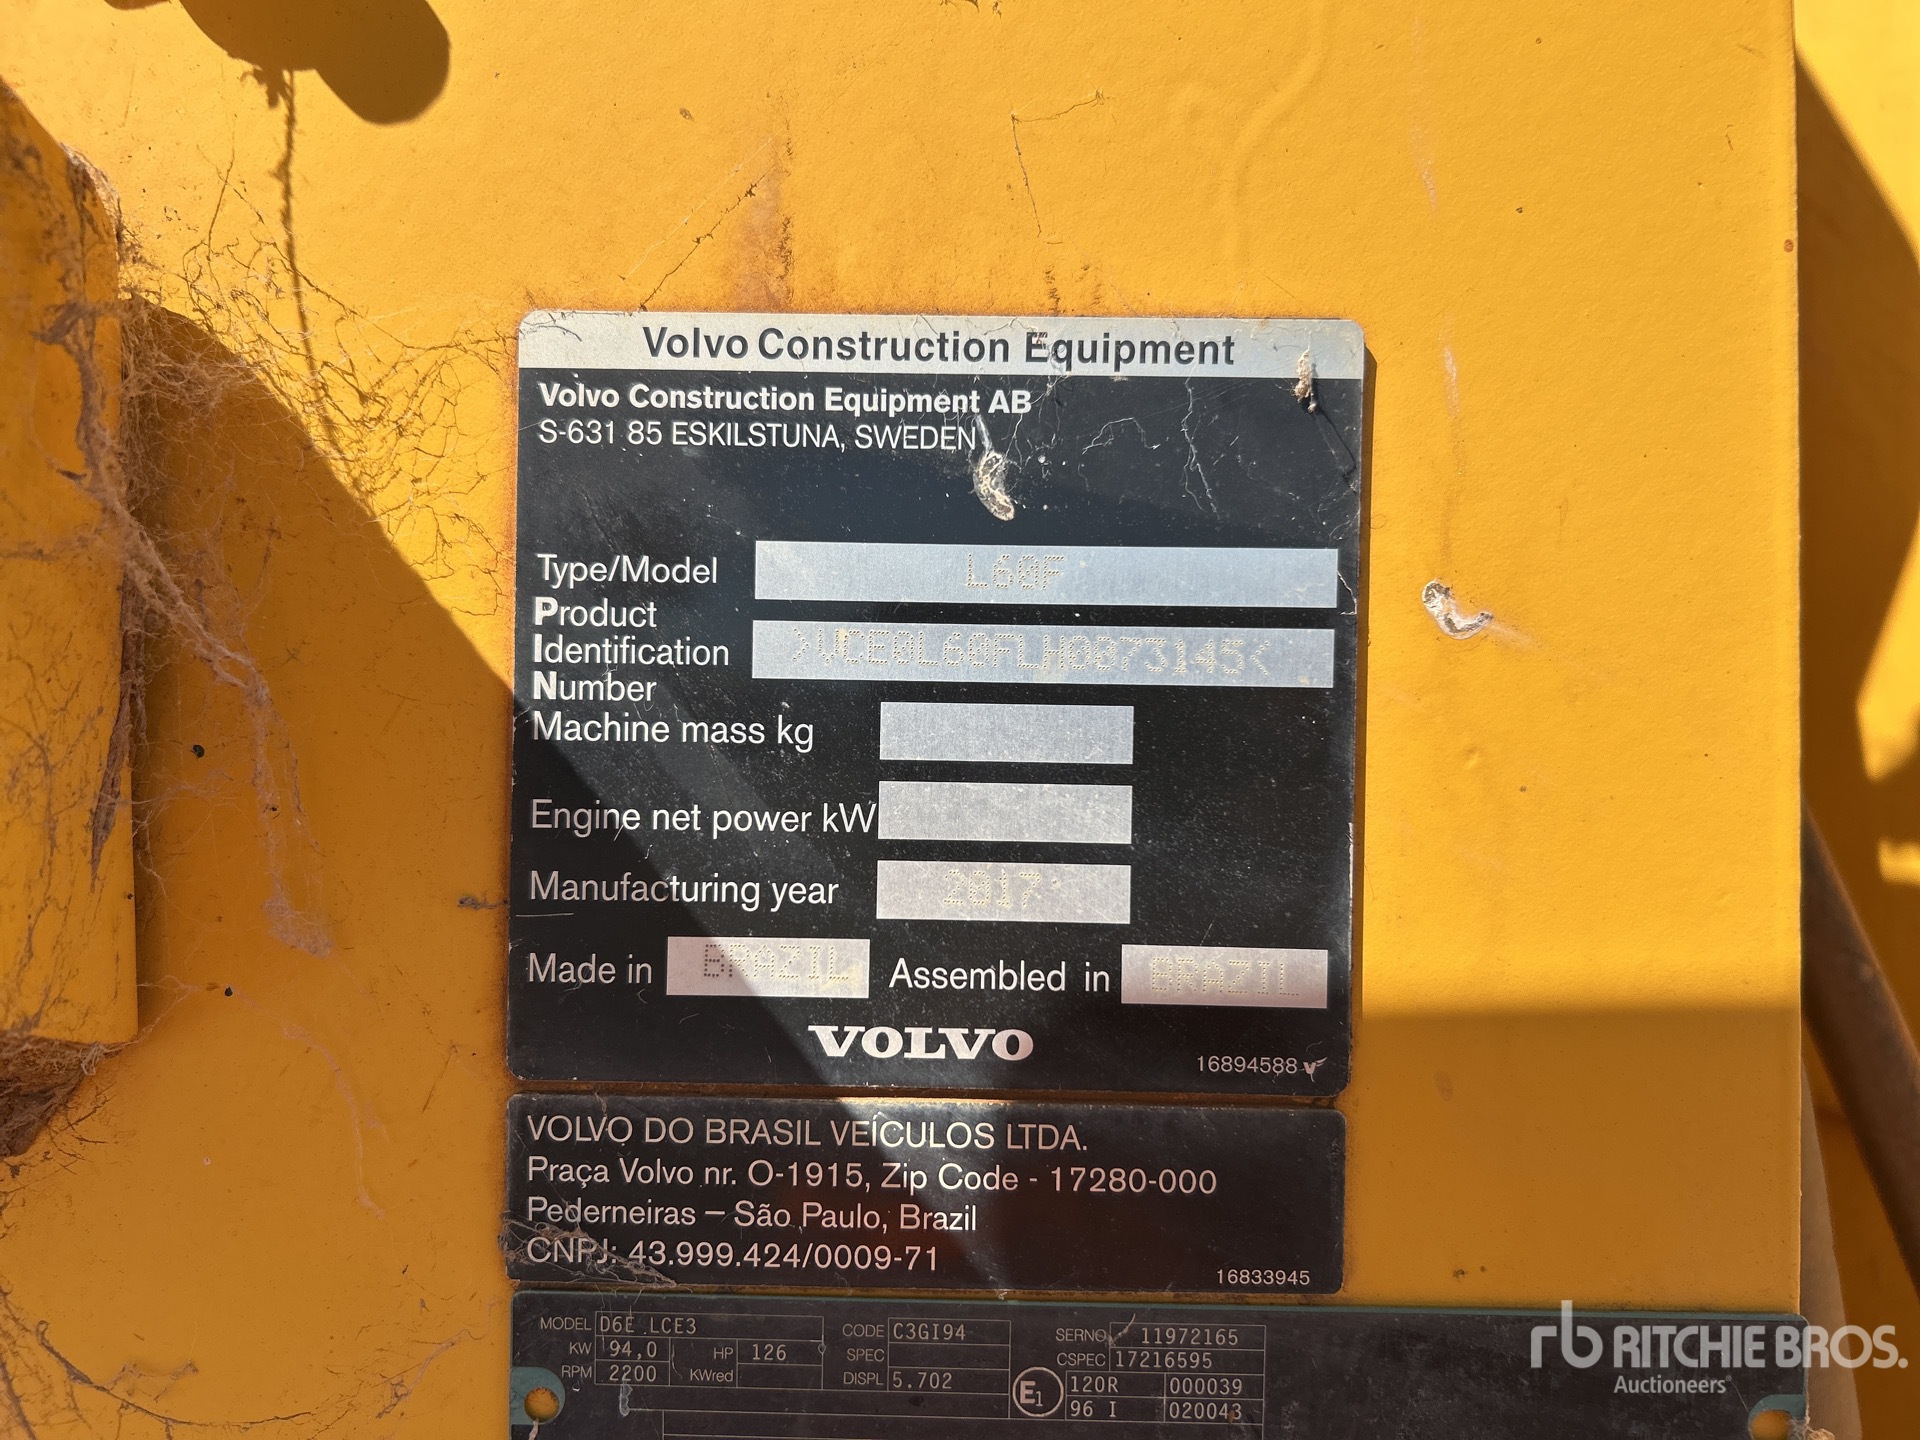 Volvo Construction Equipment
Volvo Construction Equipment AB
S-631 85 ESKILSTUNA, SWEDEN
Type/Model L60F
Product
Identification >VCE0L60FLH0073145<
Number
Machine mass kg
Engine net power kW
Manufacturing year 2017
Made in BRAZIL Assembled in BRAZIL
VOLVO
16894588 V
VOLVO DO BRASIL VEÍCULOS LTDA.
Praça Volvo nr. O-1915, Zip Code - 17280-000
Pederneiras – São Paulo, Brazil
CNPJ: 43.999.424/0009-71
16833945
MODEL D6E LCE3 CODE C3GI94 SERNO 11972165
KW 94,0 HP 126 SPEC CSPEC 17216595
RPM 2200 KWred DISPL 5.702 E1 120R 000039
96 I 020043
rb RITCHIE BROS.
Auctioneers